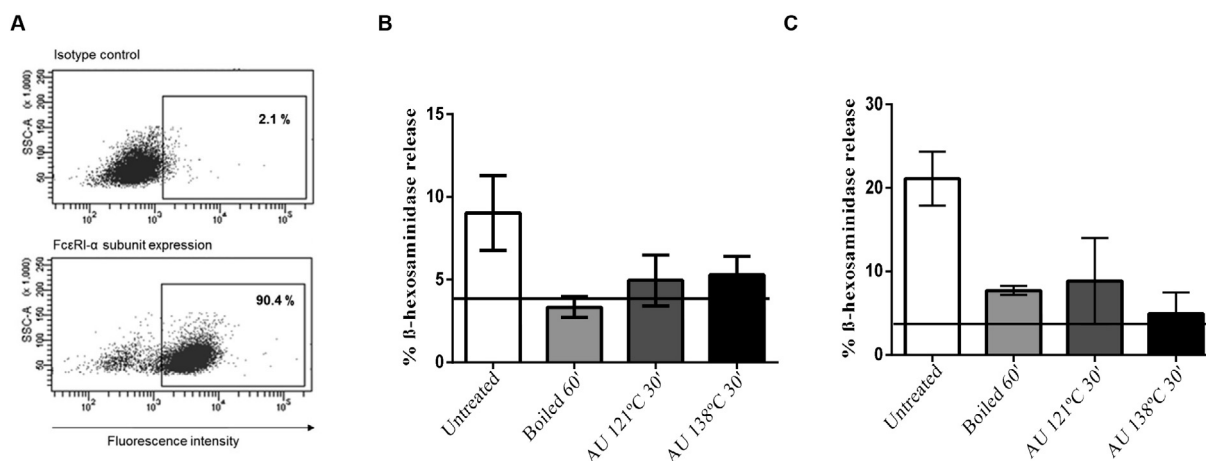 A
Isotype control
SSC-A (x 1,000)
50 100 150 200 250
2.1 %
10² 10³ 10⁴ 10⁵
FcεRI-α subunit expression
SSC-A (x 1,000)
50 100 150 200 250
90.4 %
10² 10³ 10⁴ 10⁵
Fluorescence intensity
B
% ß-hexosaminidase release
15
10
5
0
Untreated
Boiled 60'
AU 121ºC 30'
AU 138ºC 30'
C
% ß-hexosaminidase release
30
20
10
0
Untreated
Boiled 60'
AU 121ºC 30'
AU 138ºC 30'